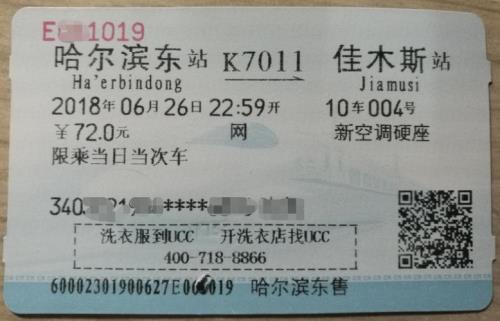 1019
哈尔滨东站 K7011 佳木斯站
Ha'erbindong Jiamusi
2018年06月26日22:59开 10车004号
￥72.0元 网 新空调硬座
限乘当日当次车
洗衣服到UCC 开洗衣店找UCC
400-718-8866
哈尔滨东售